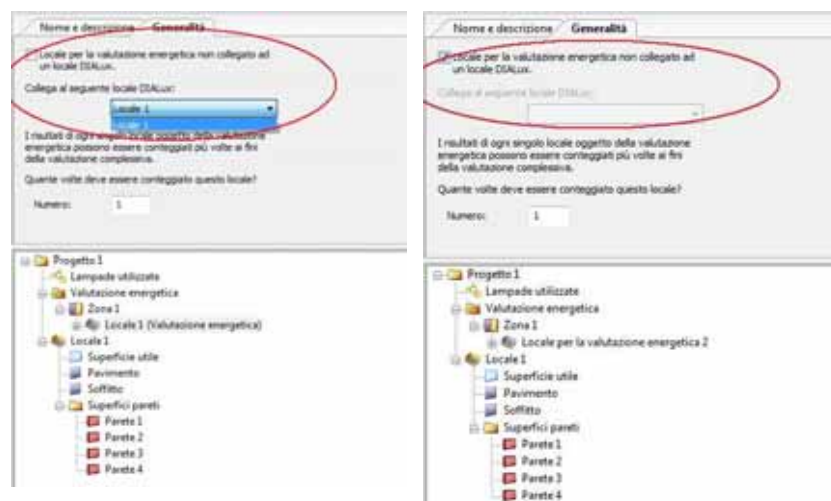 Nome e descrizione
Generalità
Locale per la valutazione energetica non collegato ad
un locale DIALux.
Collega al seguente locale DIALux:
Locale 1
Locale 1
I risultati di ogni singolo locale oggetto della valutazione
energetica possono essere conteggiati più volte ai fini
della valutazione complessiva.
Quante volte deve essere conteggiato questo locale?
Numero: 1
Progetto 1
Lampade utilizzate
Valutazione energetica
Zona 1
Locale 1 (Valutazione energetica)
Locale 1
Superficie utile
Pavimento
Soffitto
Superfici pareti
Parete 1
Parete 2
Parete 3
Parete 4
Nome e descrizione
Generalità
Locale per la valutazione energetica non collegato ad
un locale DIALux.
Collega al seguente locale DIALux:
I risultati di ogni singolo locale oggetto della valutazione
energetica possono essere conteggiati più volte ai fini
della valutazione complessiva.
Quante volte deve essere conteggiato questo locale?
Numero: 1
Progetto 1
Lampade utilizzate
Valutazione energetica
Zona 1
Locale per la valutazione energetica 2
Locale 1
Superficie utile
Pavimento
Soffitto
Superfici pareti
Parete 1
Parete 2
Parete 3
Parete 4